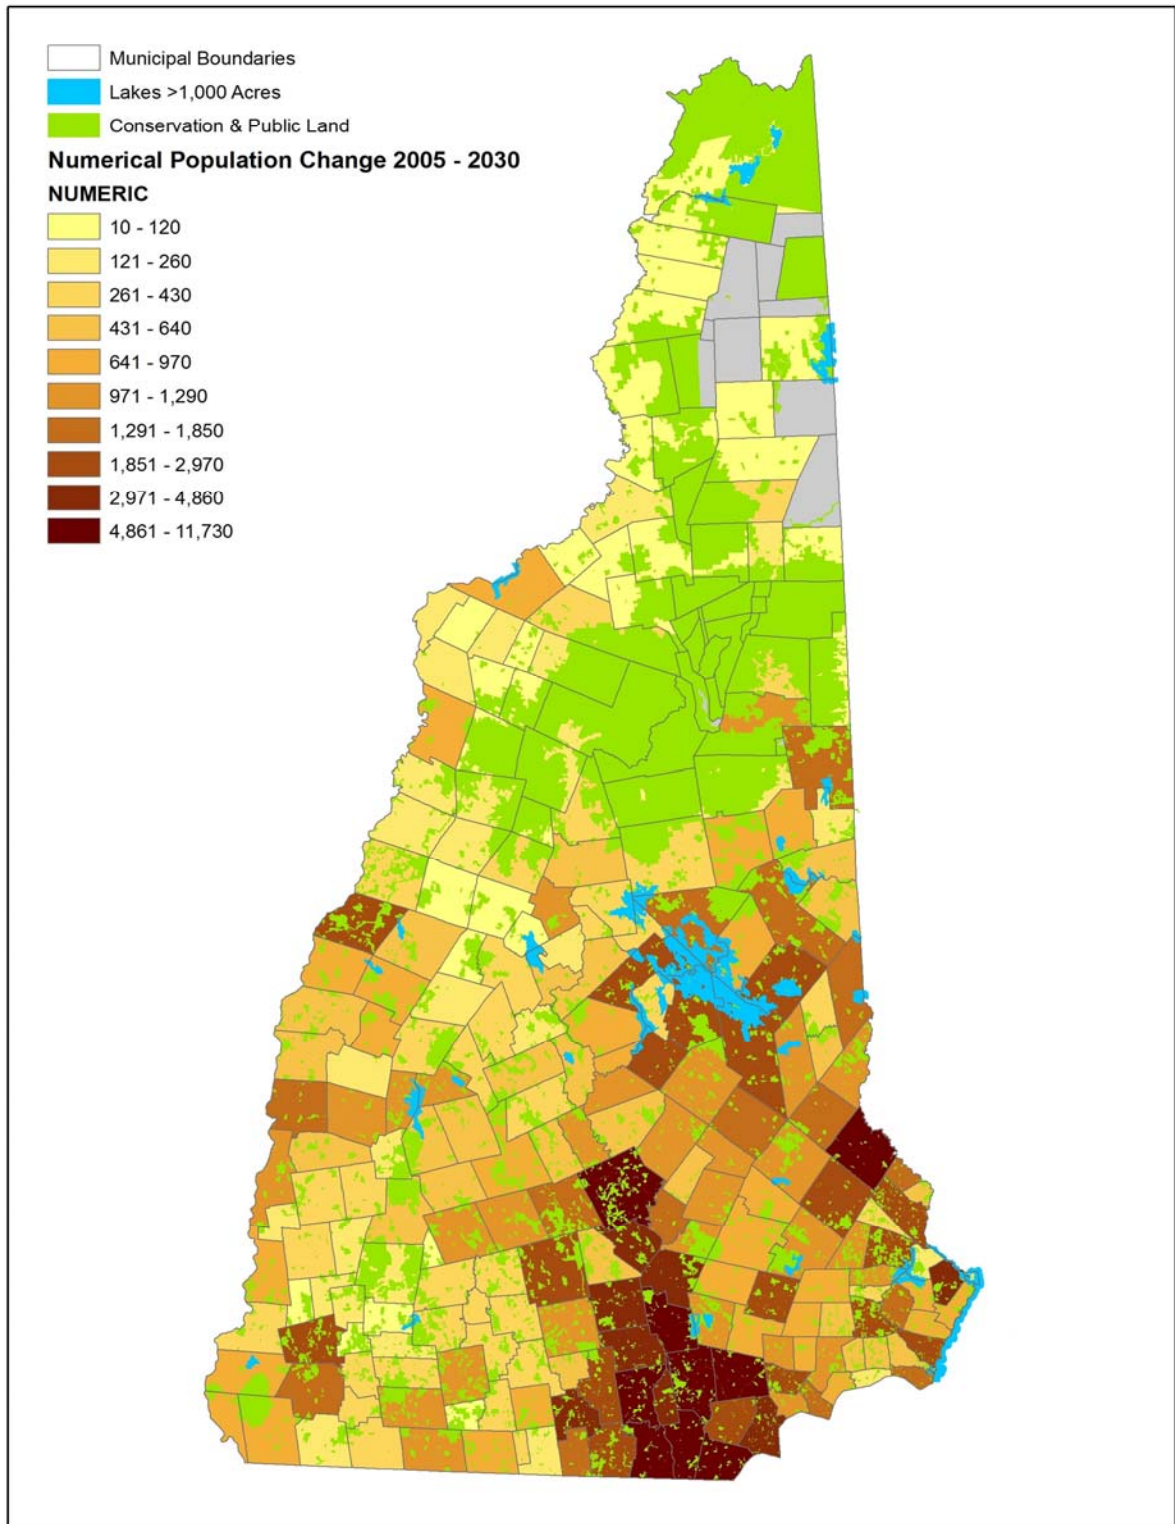 Municipal Boundaries
Lakes >1,000 Acres
Conservation & Public Land
Numerical Population Change 2005 - 2030
NUMERIC
10 - 120
121 - 260
261 - 430
431 - 640
641 - 970
971 - 1,290
1,291 - 1,850
1,851 - 2,970
2,971 - 4,860
4,861 - 11,730